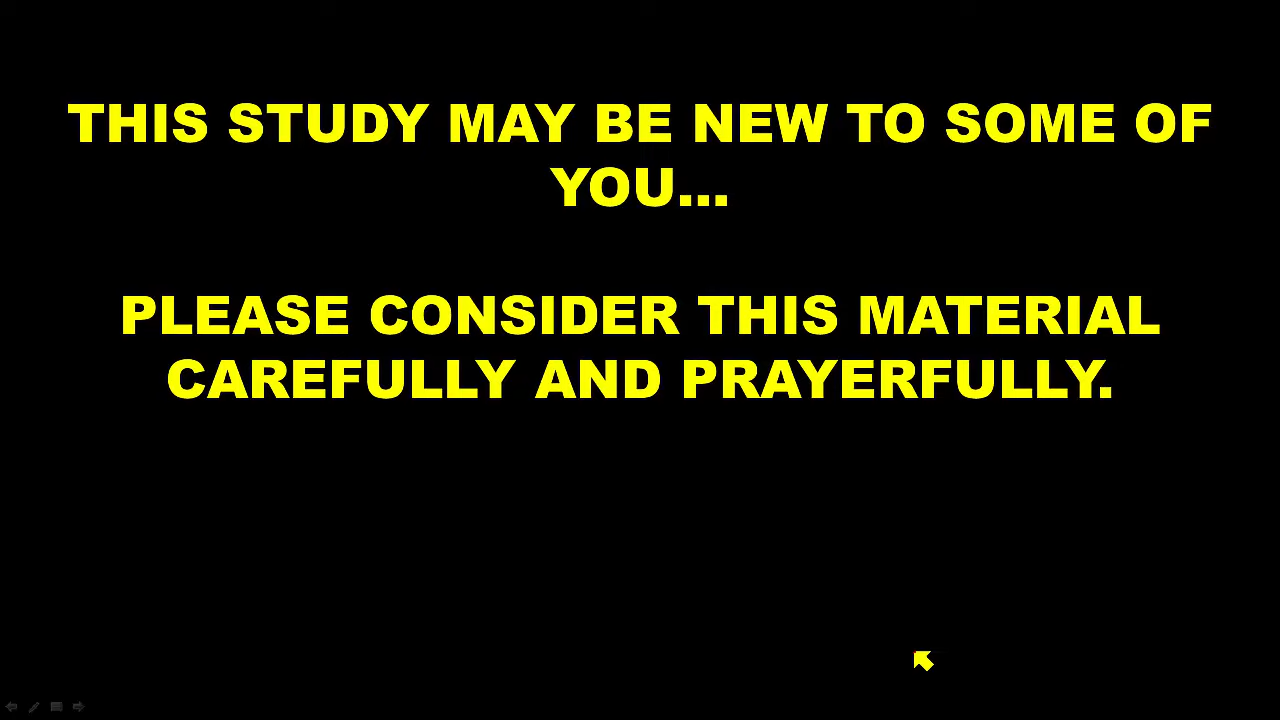 THIS STUDY MAY BE NEW TO SOME OF
YOU...
PLEASE CONSIDER THIS MATERIAL
CAREFULLY AND PRAYERFULLY.